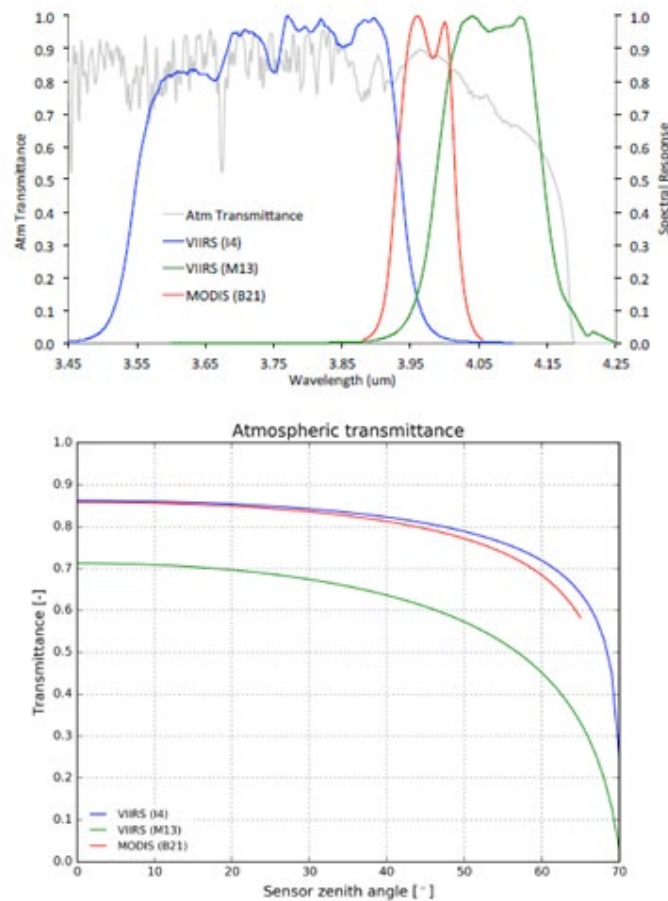 1.0 1.0
0.9 0.9
0.8 0.8
0.7 0.7
0.6 0.6
0.5 0.5
0.4 0.4
0.3 0.3
0.2 0.2
0.1 0.1
0.0 0.0
Atm Transmittance
Spectral Response
Atm Transmittance
VIIRS (I4)
VIIRS (M13)
MODIS (B21)
3.45 3.55 3.65 3.75 3.85 3.95 4.05 4.15 4.25
Wavelength (um)
Atmospheric transmittance
1.0
0.9
0.8
0.7
0.6
0.5
0.4
0.3
0.2
0.1
0.0
Transmittance [-]
VIIRS (I4)
VIIRS (M13)
MODIS (B21)
0 10 20 30 40 50 60 70
Sensor zenith angle [°]